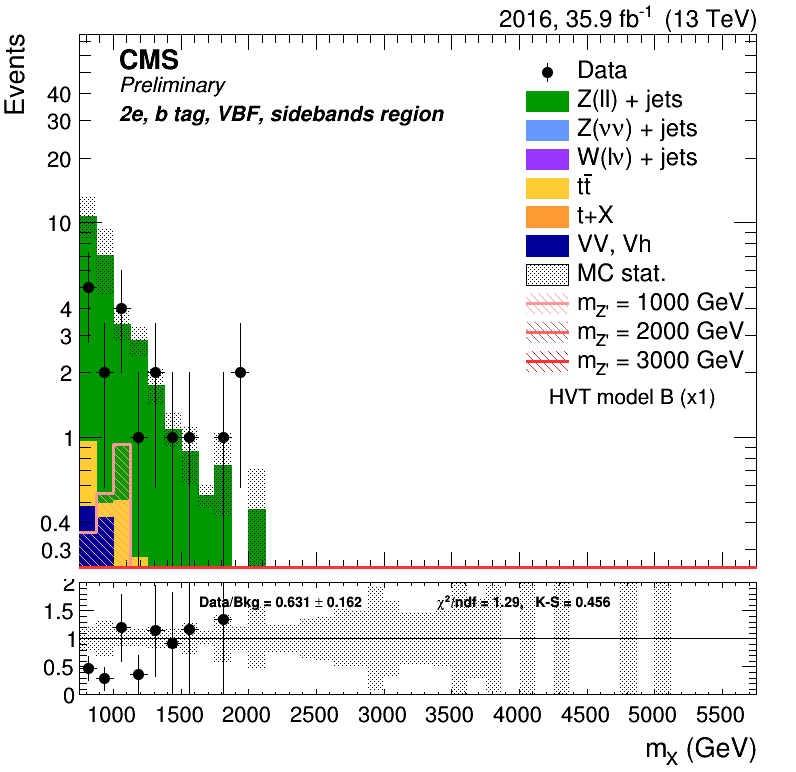 2016, 35.9 fb⁻¹ (13 TeV)
Events
CMS
Preliminary
2e, b tag, VBF, sidebands region
Data
Z(ll) + jets
Z(νν) + jets
W(lν) + jets
tt̄
t+X
VV, Vh
MC stat.
m_Z' = 1000 GeV
m_Z' = 2000 GeV
m_Z' = 3000 GeV
HVT model B (x1)
40
30
20
10
4
3
2
1
0.4
0.3
2
1.5
1
0.5
0
Data/Bkg = 0.631 ± 0.162
χ²/ndf = 1.29, K-S = 0.456
1000 1500 2000 2500 3000 3500 4000 4500 5000 5500
m_X (GeV)